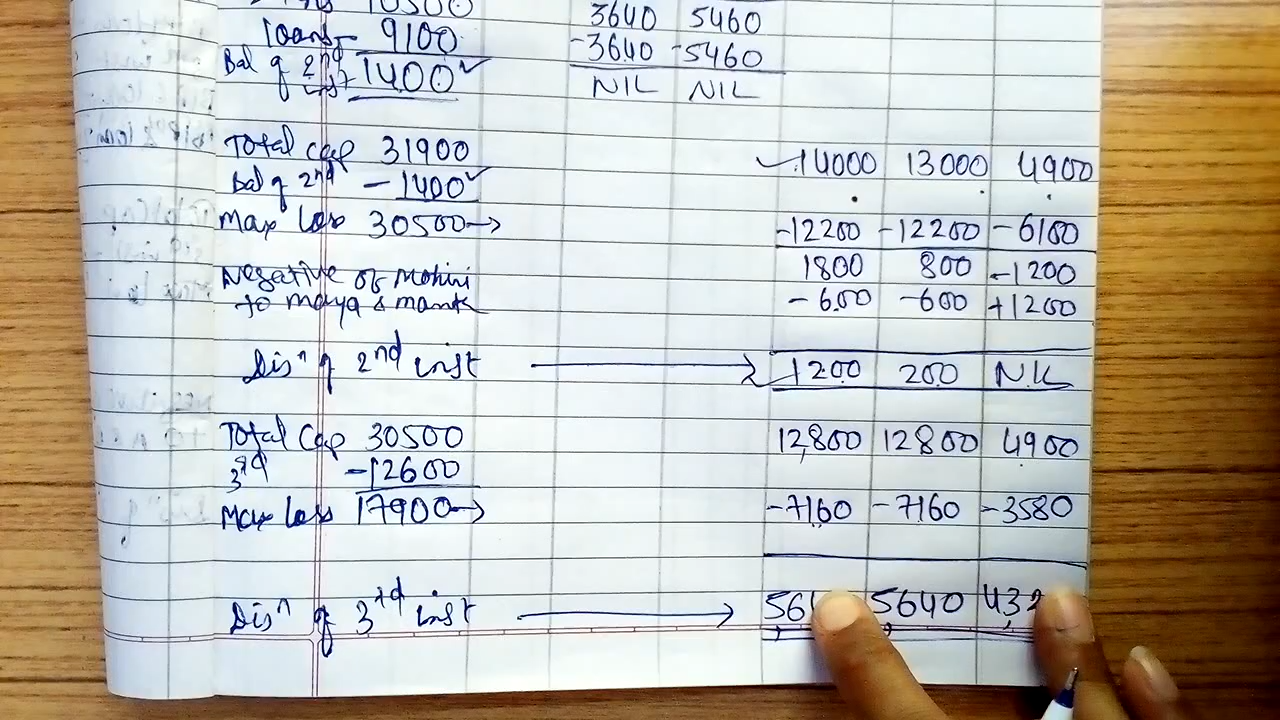 10500 3640 5460
loans 9100 -3640 -5460
Bal of 2nd inst 1400 NIL NIL
Total cap 31900 14000 13000 4900
Bal of 2nd - 1400
Max Loss 30500 -12200 -12200 -6100
1800 800 -1200
Negative of Mohini
to Maya & -600 -600 +1200
Disn of 2nd inst 1200 200 NIL
Total Cap 30500 12800 12800 4900
3rd -12600
Max Loss 17900 -7160 -7160 -3580
Disn of 3rd inst 5640 432